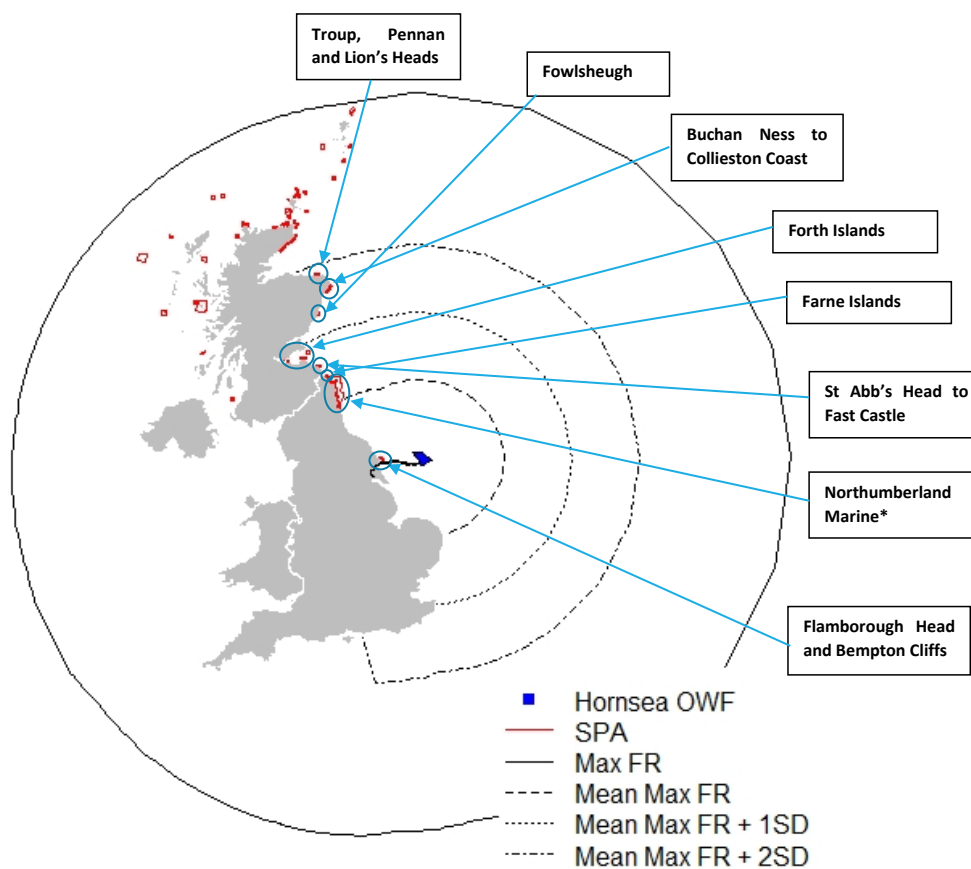 Troup, Pennan
and Lion's Heads
Fowlsheugh
Buchan Ness to
Collieston Coast
Forth Islands
Farne Islands
St Abb's Head to
Fast Castle
Northumberland
Marine*
Flamborough Head
and Bempton Cliffs
Hornsea OWF
SPA
Max FR
Mean Max FR
Mean Max FR + 1SD
Mean Max FR + 2SD